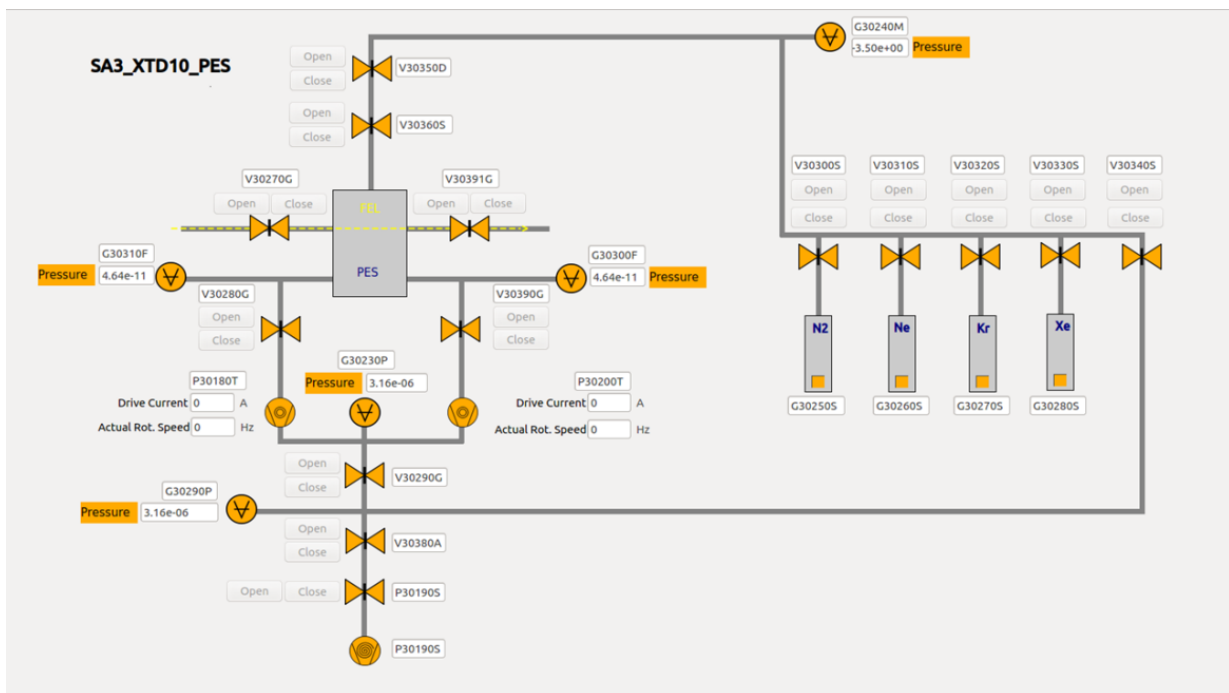 SA3_XTD10_PES
Open
Close
V30350D
G30240M
-3.50e+00 Pressure
Open
Close
V30360S
V30270G
Open Close
V30391G
Open Close
FEL
PES
V30300S V30310S V30320S V30330S V30340S
Open Open Open Open Open
Close Close Close Close Close
G30310F
Pressure 4.64e-11
G30300F
4.64e-11 Pressure
V30280G
Open
Close
V30390G
Open
Close
N2 Ne Kr Xe
G30250S G30260S G30270S G30280S
G30230P
Pressure 3.16e-06
P30180T
Drive Current 0 A
Actual Rot. Speed 0 Hz
P30200T
Drive Current 0 A
Actual Rot. Speed 0 Hz
Open
Close
V30290G
G30290P
Pressure 3.16e-06
Open
Close
V30380A
Open Close P30190S
P30190S